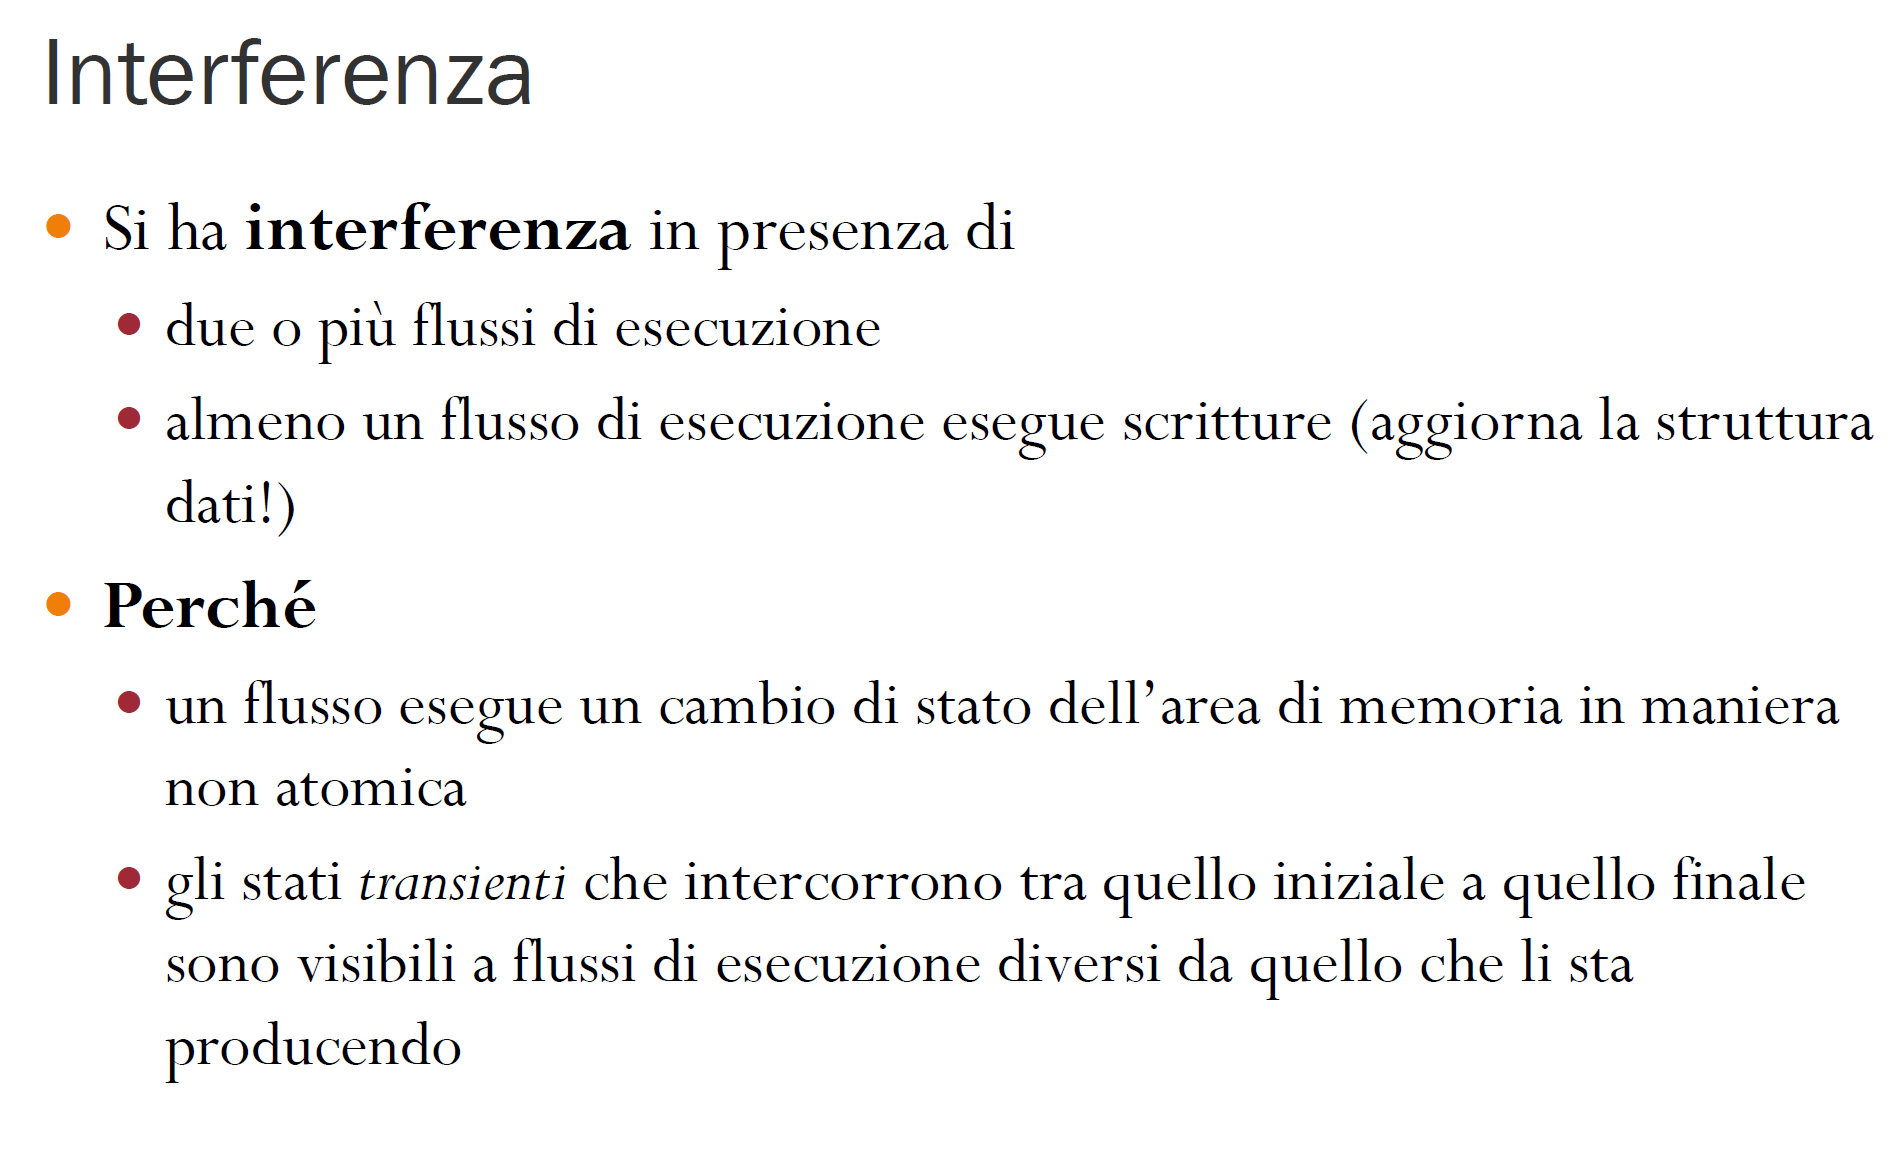 Interferenza
• Si ha interferenza in presenza di
• due o più flussi di esecuzione
• almeno un flusso di esecuzione esegue scritture (aggiorna la struttura
dati!)
• Perché
• un flusso esegue un cambio di stato dell’area di memoria in maniera
non atomica
• gli stati transienti che intercorrono tra quello iniziale a quello finale
sono visibili a flussi di esecuzione diversi da quello che li sta
producendo